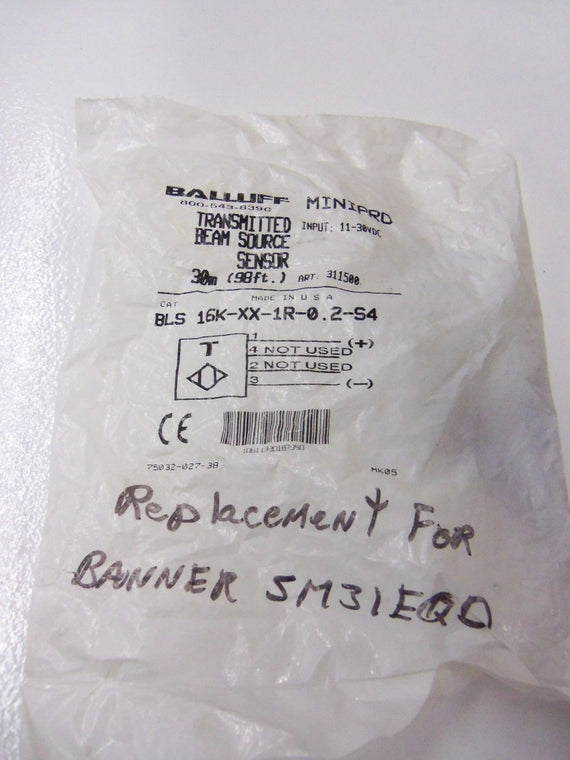 BALLUFF MINIPRO
800-543-8390
TRANSMITTED INPUT: 11-30VDC
BEAM SOURCE
SENSOR
30m (98ft.) ART: 311500
CAT MADE IN U S A
BLS 16K-XX-1R-0.2-S4
1 (+)
T 4 NOT USED
2 NOT USED
3 (-)
CE
75032-027-38 MK05
Replacement FOR
BANNER SM31EQD